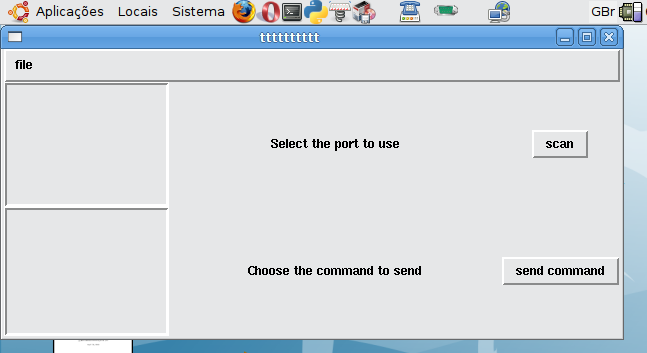 Aplicações Locais Sistema GBr
tttttttttt
file
Select the port to use scan
Choose the command to send send command